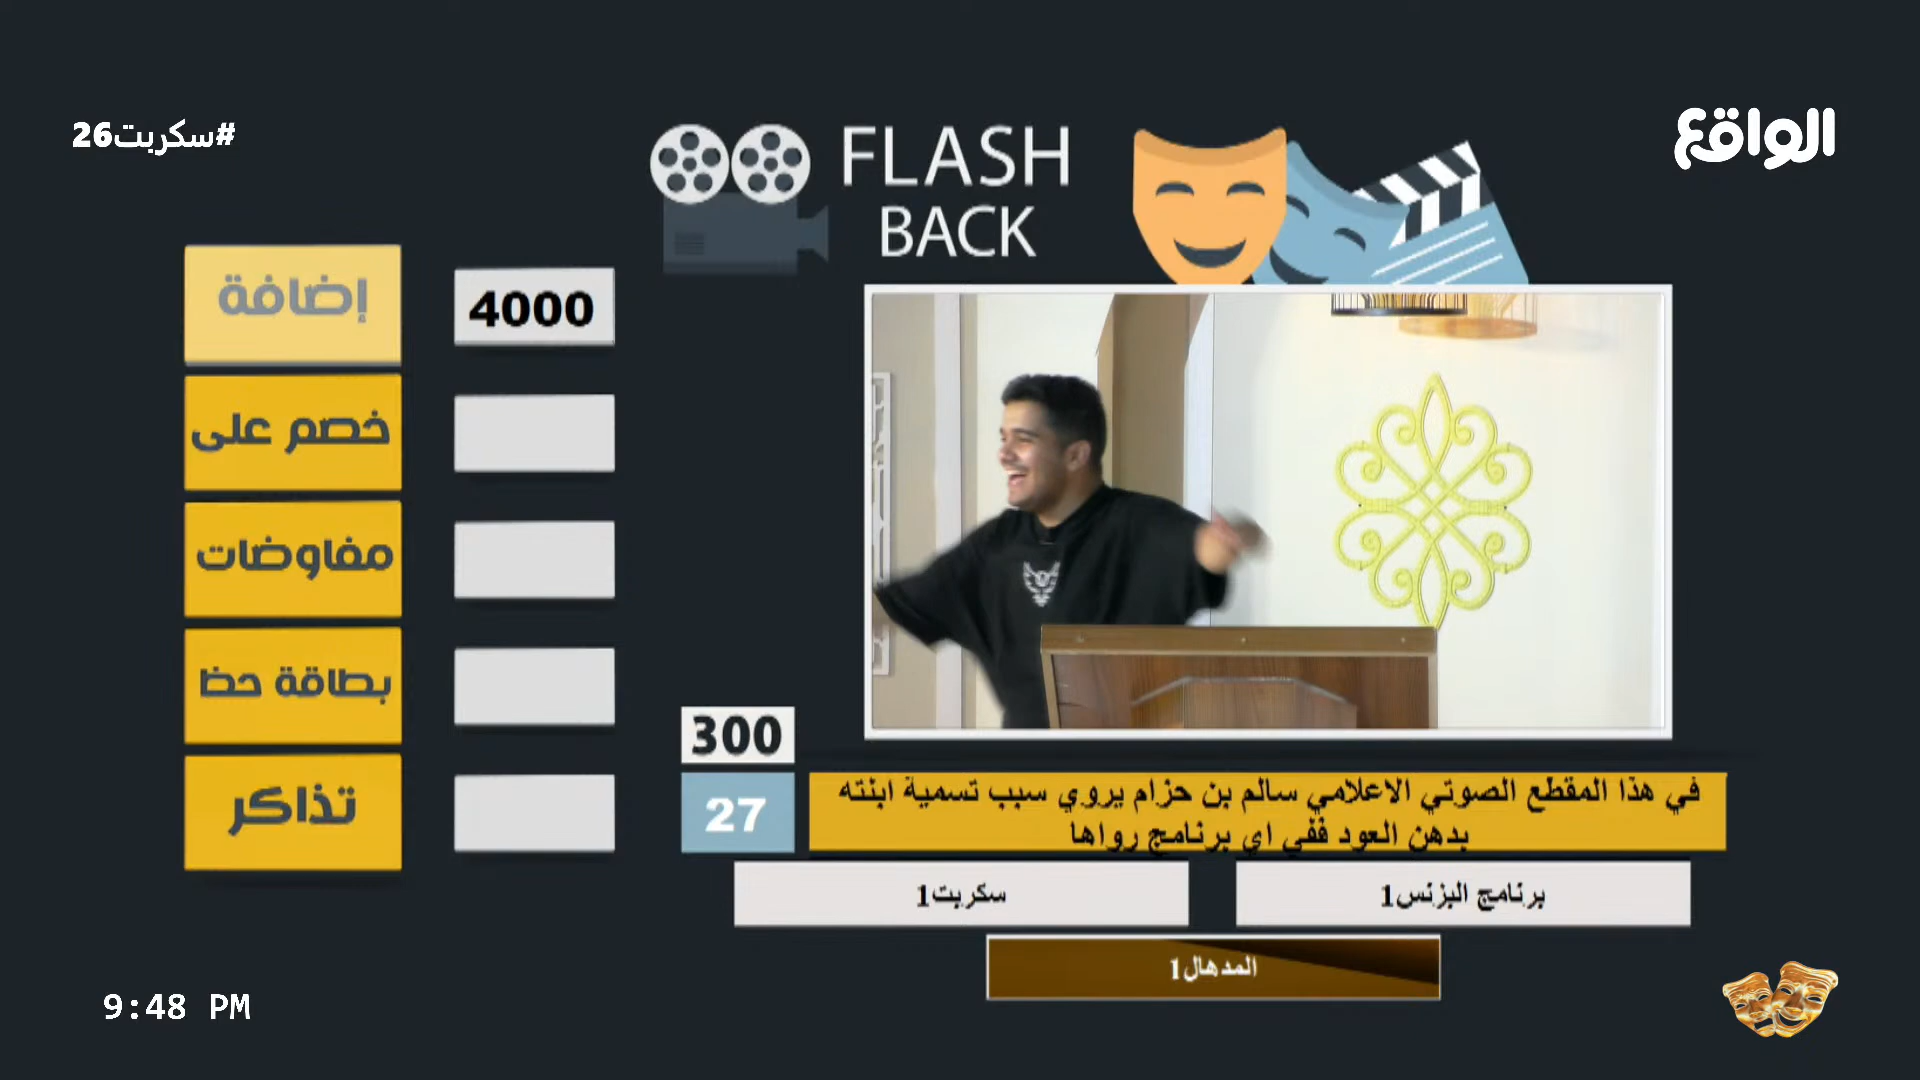 #سكربت26
FLASH
BACK
الواقع
إضافة
4000
خصم على
مفاوضات
بطاقة حظ
تذاكر
300
27
في هذا المقطع الصوتي الاعلامي سالم بن حزام يروي سبب تسمية ابنته
بدهن العود ففي اي برنامج رواها
برنامج البزنس1
سكربت1
المدهال1
9:48 PM